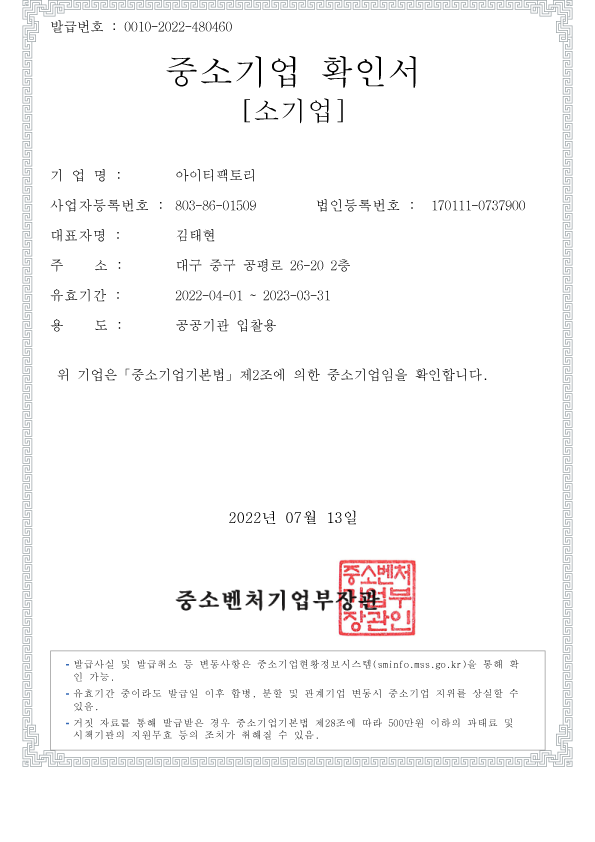 발급번호 : 0010-2022-480460
중소기업 확인서
[소기업]
기 업 명 : 아이티팩토리
사업자등록번호 : 803-86-01509 법인등록번호 : 170111-0737900
대표자명 : 김태현
주 소 : 대구 중구 공평로 26-20 2층
유효기간 : 2022-04-01 ~ 2023-03-31
용 도 : 공공기관 입찰용
위 기업은「중소기업기본법」제2조에 의한 중소기업임을 확인합니다.
2022년 07월 13일
중소벤처기업부장관
중소벤처
기업부
장관인
- 발급사실 및 발급취소 등 변동사항은 중소기업현황정보시스템(sminfo.mss.go.kr)을 통해 확
인 가능.
- 유효기간 중이라도 발급일 이후 합병, 분할 및 관계기업 변동시 중소기업 지위를 상실할 수
있음.
- 거짓 자료를 통해 발급받은 경우 중소기업기본법 제28조에 따라 500만원 이하의 과태료 및
시책기관의 지원무효 등의 조치가 취해질 수 있음.